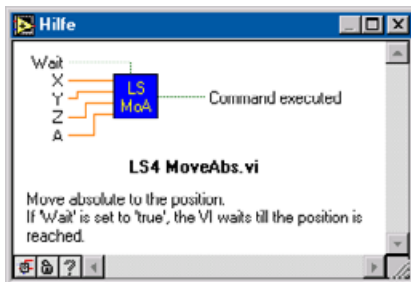 Hilfe
Wait
X
Y
Z
A
LS
MoA
Command executed
LS4 MoveAbs.vi
Move absolute to the position.
If 'Wait' is set to 'true', the VI waits till the position is
reached.
?